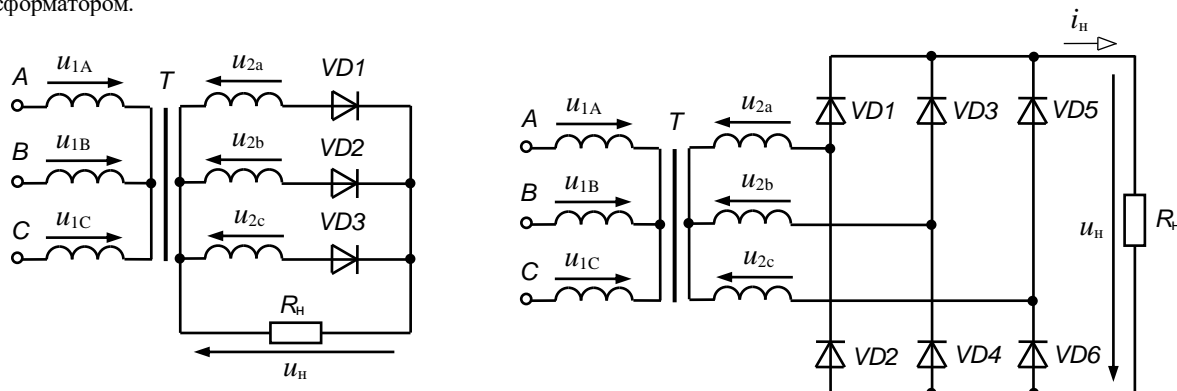 сформатором.
A u1A T u2a VD1
B u1B u2b VD2
C u1C u2c VD3
Rн
uн
iн
A u1A T u2a VD1 VD3 VD5
B u1B u2b
uн Rн
C u1C u2c
VD2 VD4 VD6